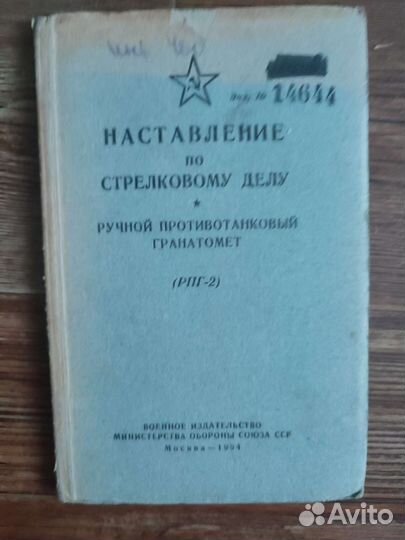 Экз. № 14644
НАСТАВЛЕНИЕ
ПО
СТРЕЛКОВОМУ ДЕЛУ
РУЧНОЙ ПРОТИВОТАНКОВЫЙ
ГРАНАТОМЕТ
(РПГ-2)
ВОЕННОЕ ИЗДАТЕЛЬСТВО
МИНИСТЕРСТВА ОБОРОНЫ СОЮЗА ССР
Москва — 1954
Avito